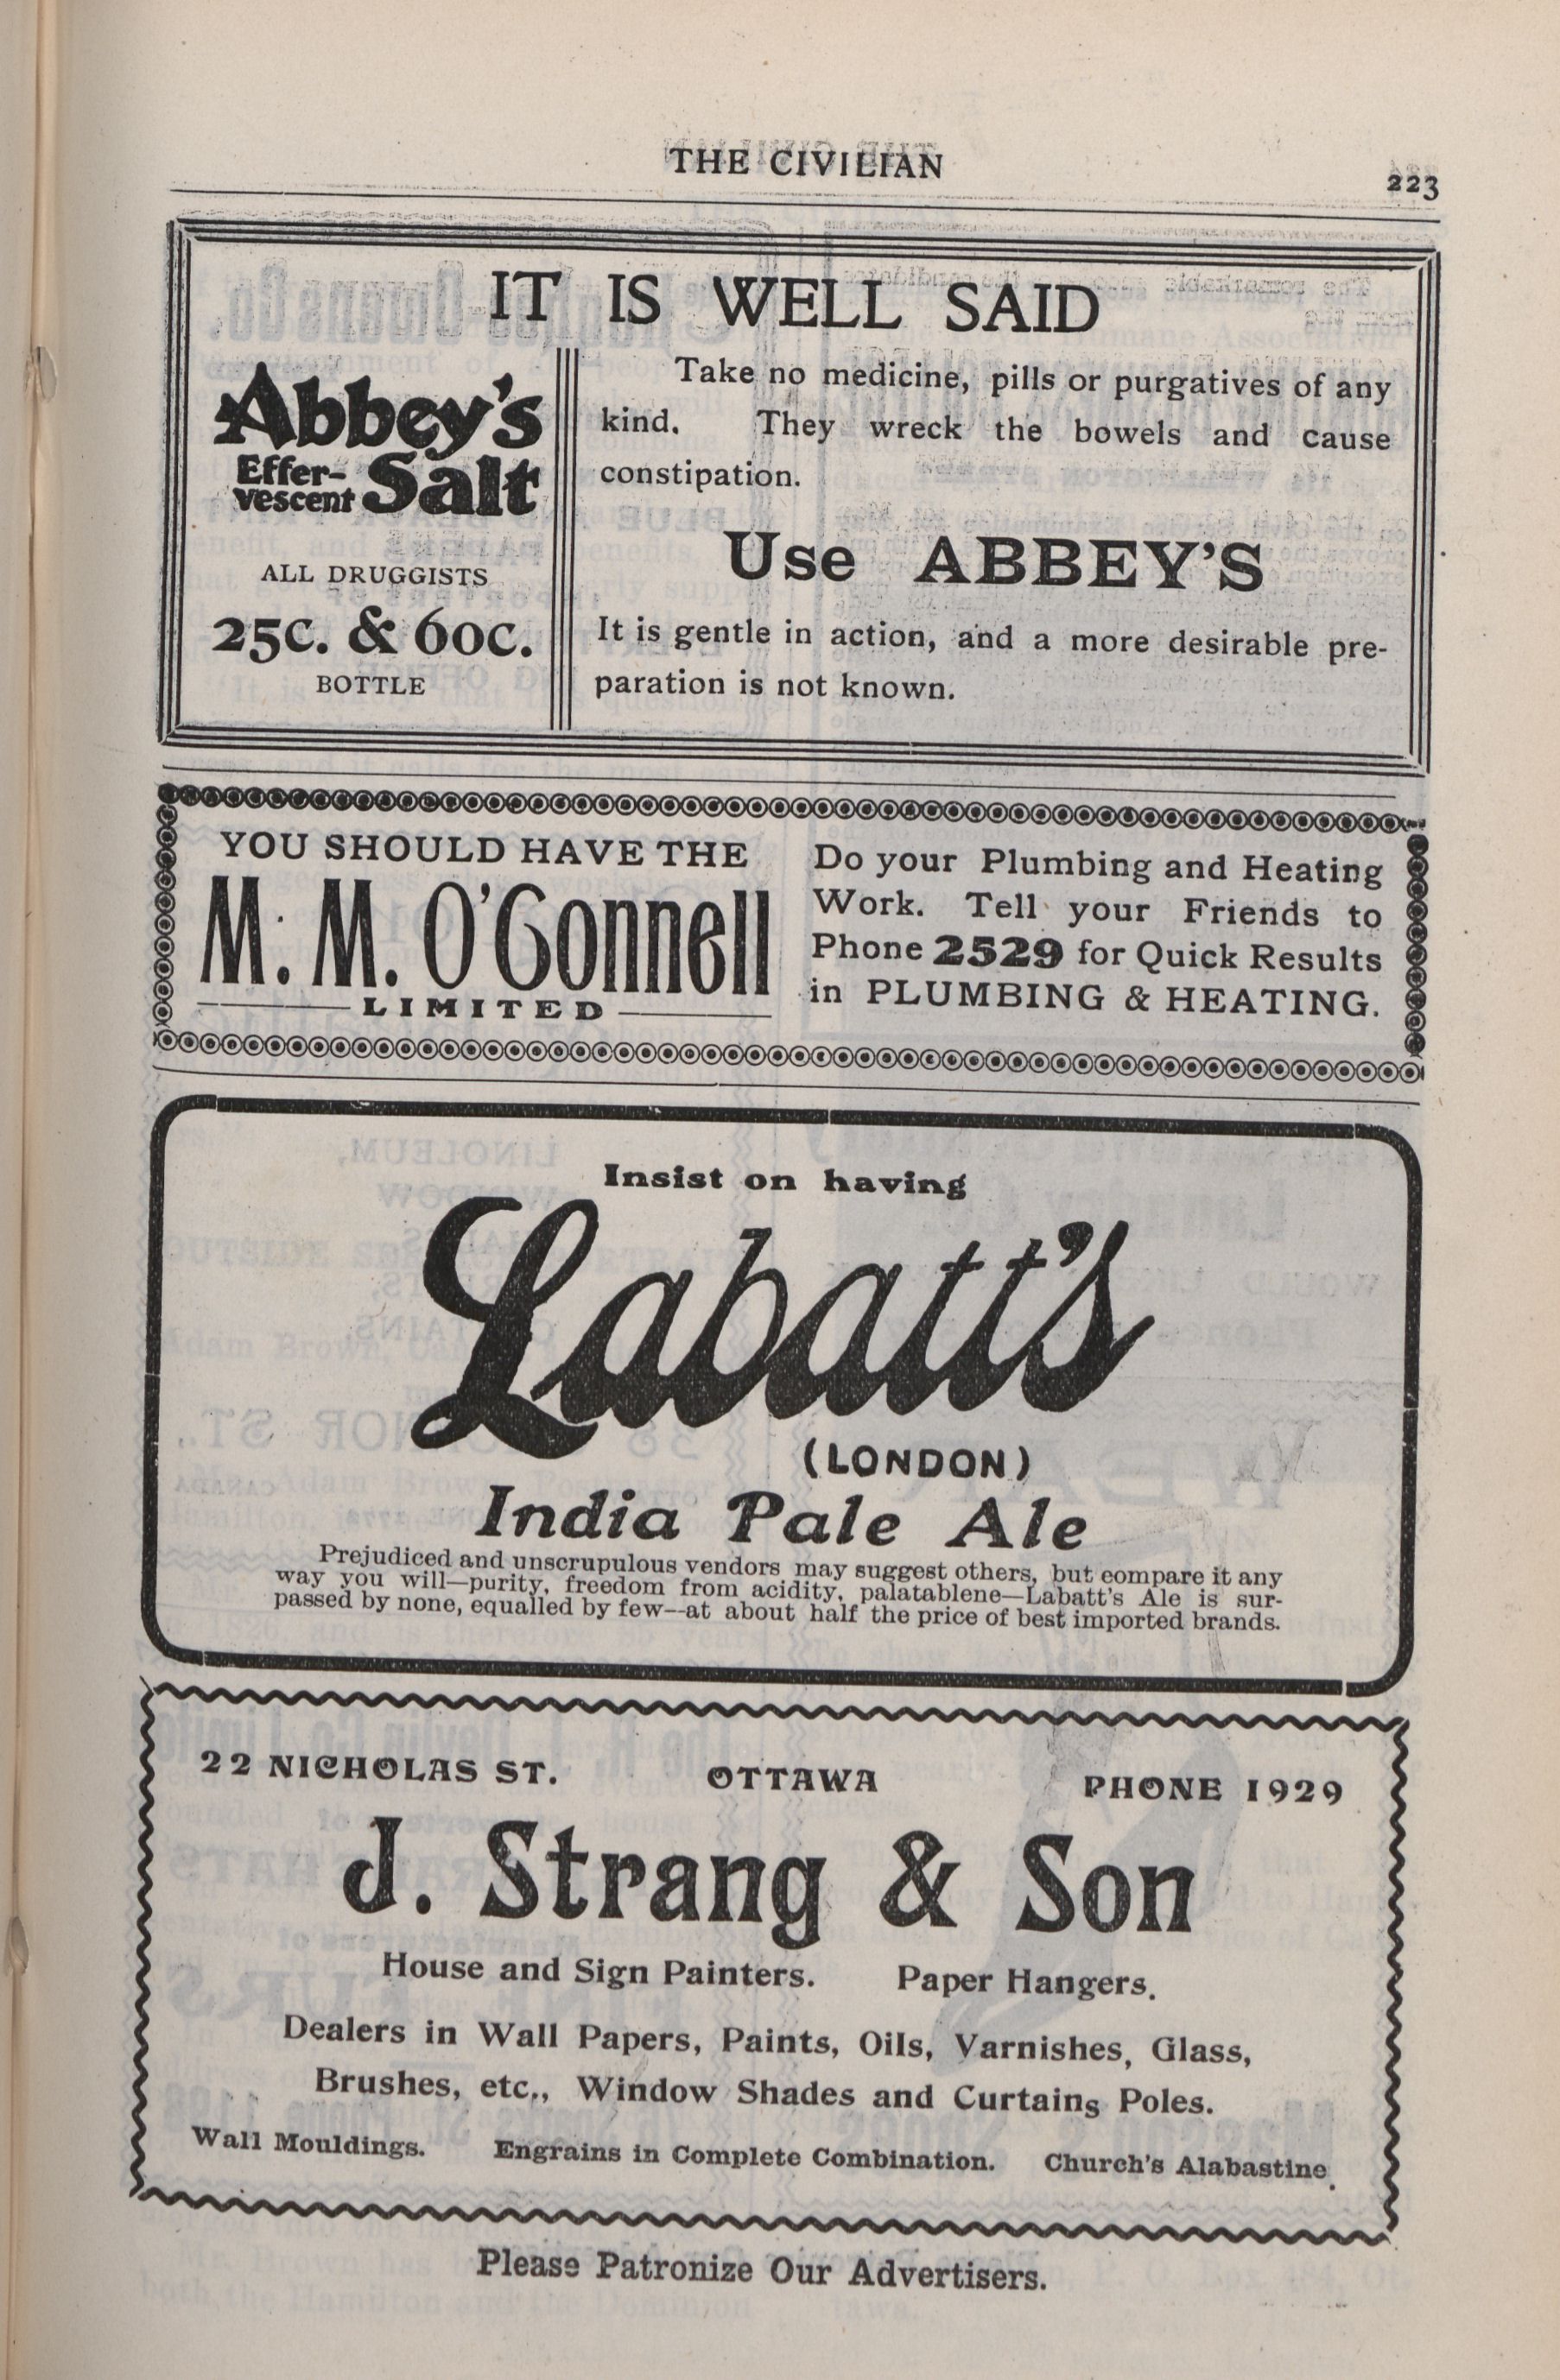 THE CIVILIAN
223
IT IS WELL SAID
Abbey's
Effer-
vescent Salt
ALL DRUGGISTS
25C. & 60C.
BOTTLE
Take no medicine, pills or purgatives of any
kind. They wreck the bowels and cause
constipation.
Use ABBEY'S
It is gentle in action, and a more desirable pre-
paration is not known.
YOU SHOULD HAVE THE
M. M. O'Connell
LIMITED
Do your Plumbing and Heating
Work. Tell your Friends to
Phone 2529 for Quick Results
in PLUMBING & HEATING.
Insist on having
Labatt's
(LONDON)
India Pale Ale
Prejudiced and unscrupulous vendors may suggest others, but compare it any
way you will—purity, freedom from acidity, palatablene—Labatt's Ale is sur-
passed by none, equalled by few--at about half the price of best imported brands.
22 NICHOLAS ST. OTTAWA PHONE 1929
J. Strang & Son
House and Sign Painters. Paper Hangers.
Dealers in Wall Papers, Paints, Oils, Varnishes, Glass,
Brushes, etc., Window Shades and Curtains Poles.
Wall Mouldings. Engrains in Complete Combination. Church's Alabastine.
Please Patronize Our Advertisers.